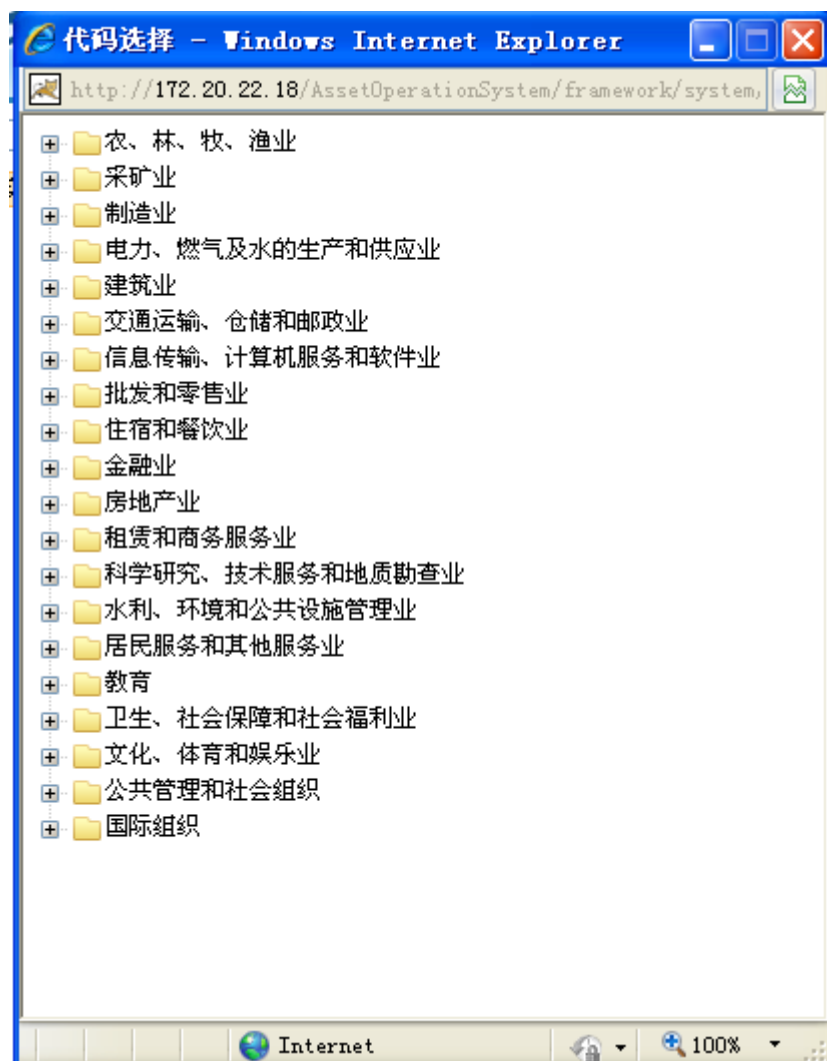 代码选择 - Windows Internet Explorer
http://172.20.22.18/AssetOperationSystem/framework/system,
农、林、牧、渔业
采矿业
制造业
电力、燃气及水的生产和供应业
建筑业
交通运输、仓储和邮政业
信息传输、计算机服务和软件业
批发和零售业
住宿和餐饮业
金融业
房地产业
租赁和商务服务业
科学研究、技术服务和地质勘查业
水利、环境和公共设施管理业
居民服务和其他服务业
教育
卫生、社会保障和社会福利业
文化、体育和娱乐业
公共管理和社会组织
国际组织
Internet 100%